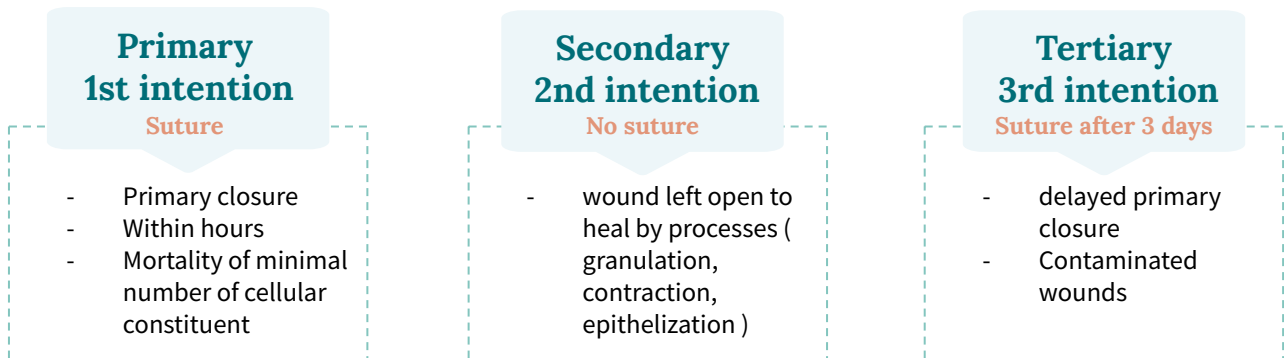 Primary
1st intention
Suture
- Primary closure
- Within hours
- Mortality of minimal
number of cellular
constituent
Secondary
2nd intention
No suture
- wound left open to
heal by processes (
granulation,
contraction,
epithelization )
Tertiary
3rd intention
Suture after 3 days
- delayed primary
closure
- Contaminated
wounds